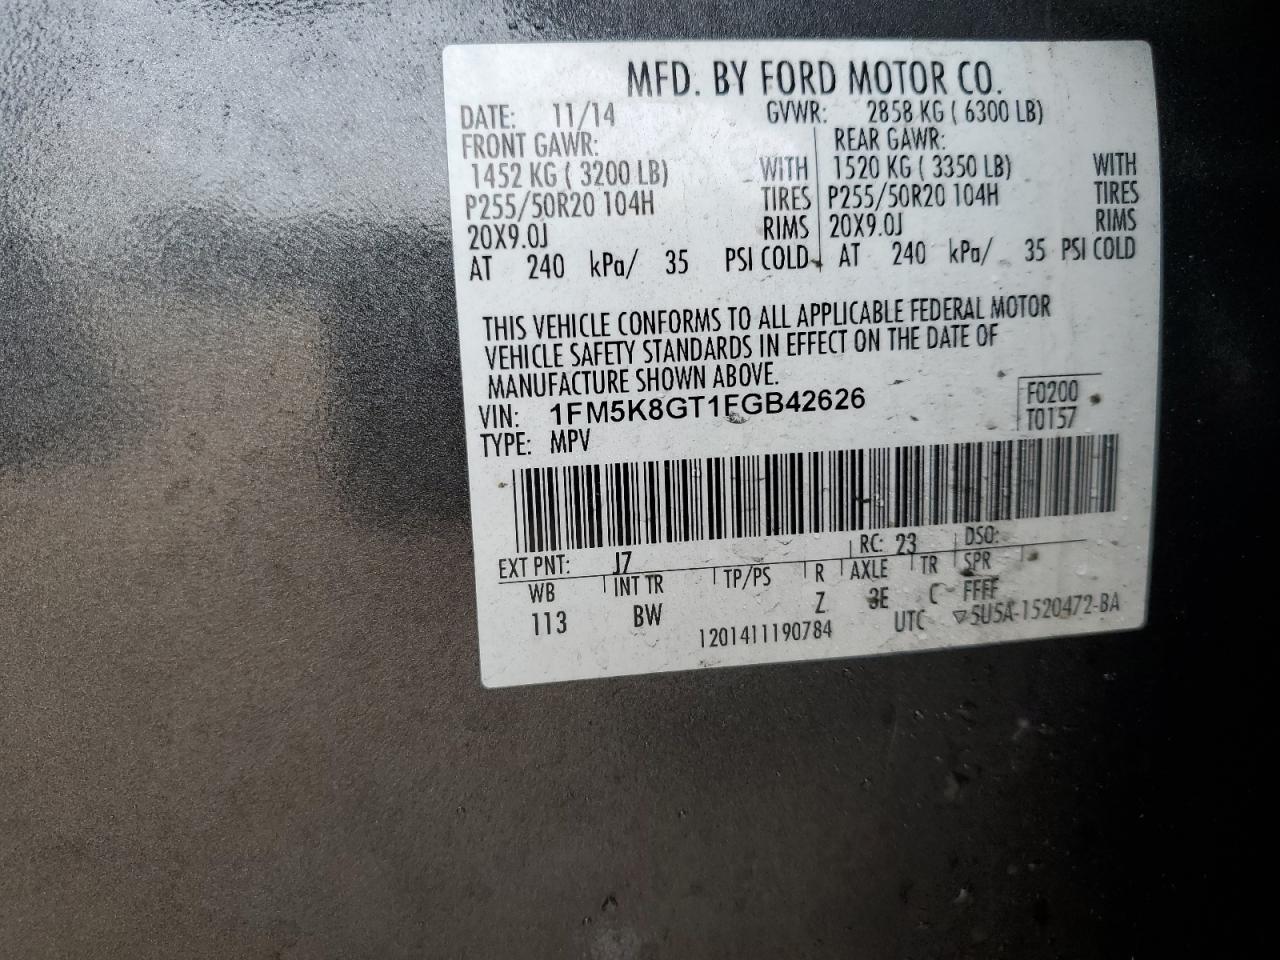 MFD. BY FORD MOTOR CO.
DATE: 11/14 GVWR: 2858 KG ( 6300 LB)
FRONT GAWR: REAR GAWR:
1452 KG ( 3200 LB) WITH 1520 KG ( 3350 LB) WITH
P255/50R20 104H TIRES P255/50R20 104H TIRES
20X9.0J RIMS 20X9.0J RIMS
AT 240 kPa/ 35 PSI COLD AT 240 kPa/ 35 PSI COLD
THIS VEHICLE CONFORMS TO ALL APPLICABLE FEDERAL MOTOR
VEHICLE SAFETY STANDARDS IN EFFECT ON THE DATE OF
MANUFACTURE SHOWN ABOVE.
VIN: 1FM5K8GT1FGB42626 F0200
TYPE: MPV T0157
EXT PNT: J7 RC: 23 DSO:
WB INT TR TP/PS R AXLE TR SPR
113 BW Z 3E C FFFF
1201411190784 UTC ▽5U5A-1520472-BA